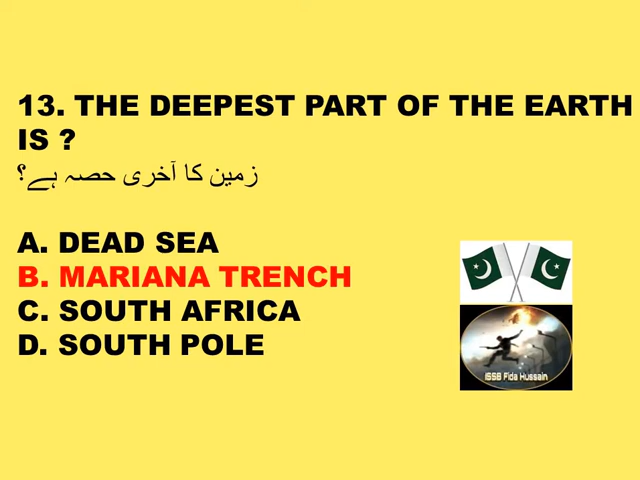 13. THE DEEPEST PART OF THE EARTH
IS ?
زمین کا آخری حصہ ہے؟
A. DEAD SEA
B. MARIANA TRENCH
C. SOUTH AFRICA
D. SOUTH POLE
ISSB Fida Hussain